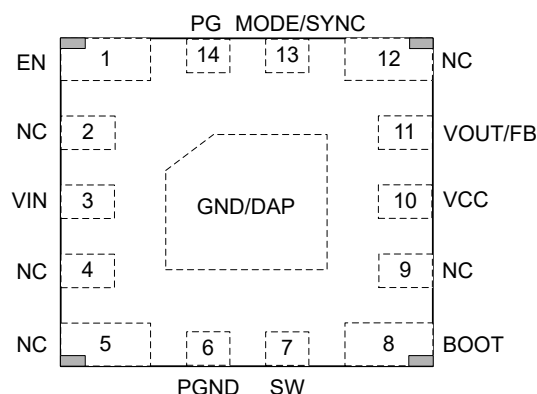 PG MODE/SYNC
EN 1 14 13 12 NC
NC 2 11 VOUT/FB
VIN 3 GND/DAP 10 VCC
NC 4 9 NC
NC 5 6 7 8 BOOT
PGND SW